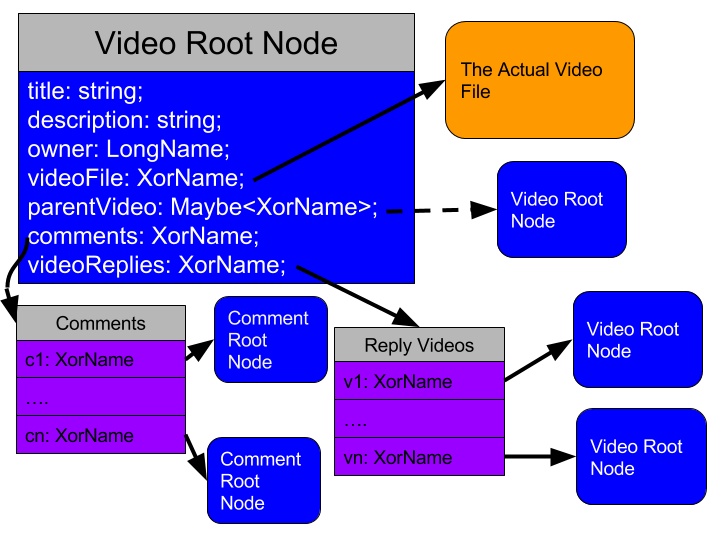 Video Root Node
title: string;
description: string;
owner: LongName;
videoFile: XorName;
parentVideo: Maybe<XorName>;
comments: XorName;
videoReplies: XorName;
The Actual Video
File
Video Root
Node
Comments
c1: XorName
....
cn: XorName
Comment
Root
Node
Comment
Root
Node
Reply Videos
v1: XorName
....
vn: XorName
Video Root
Node
Video Root
Node